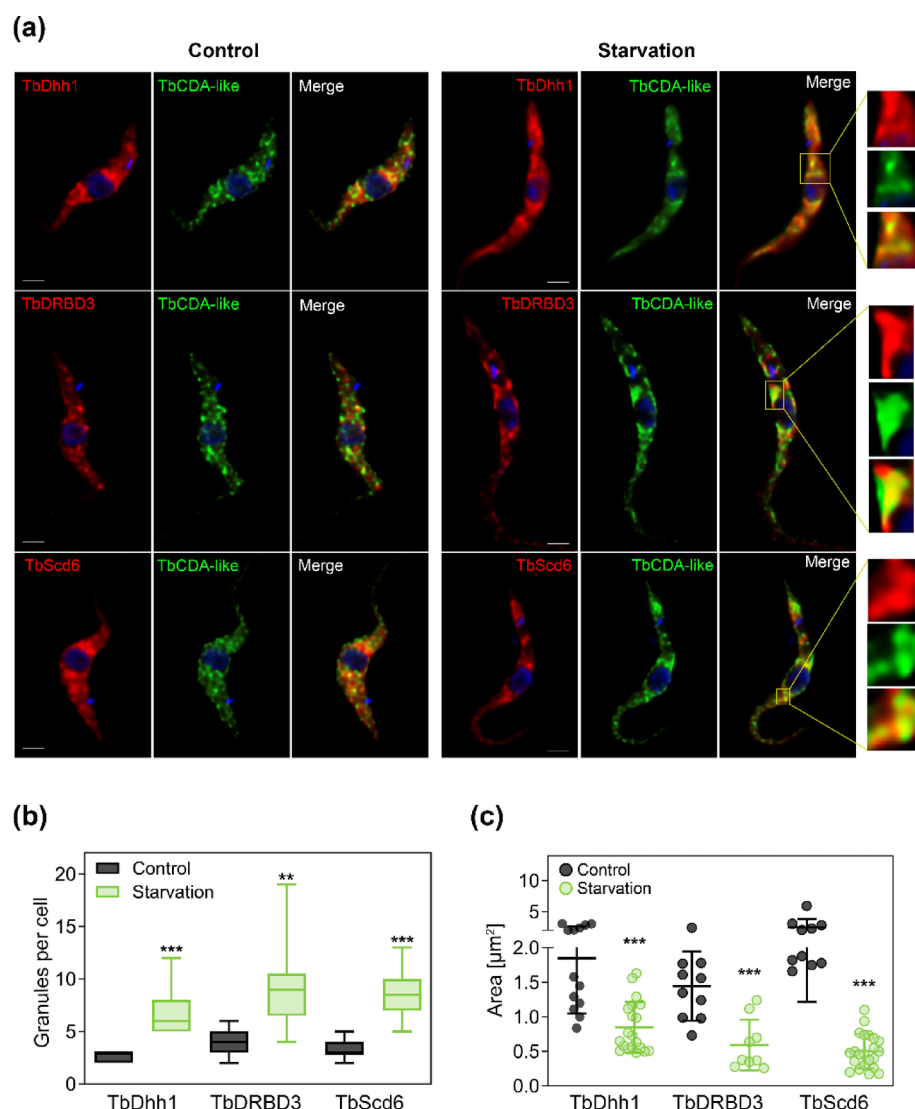 (a)
Control Starvation
TbDhh1 TbCDA-like Merge TbDhh1 TbCDA-like Merge
TbDRBD3 TbCDA-like Merge TbDRBD3 TbCDA-like Merge
TbScd6 TbCDA-like Merge TbScd6 TbCDA-like Merge
(b)
Granules per cell
20
15
10
5
0
Control
Starvation
***
**
***
TbDhh1 TbDRBD3 TbScd6
(c)
Area [µm²]
10
5
0
2.0
1.5
1.0
0.5
0.0
Control
Starvation
***
***
***
TbDhh1 TbDRBD3 TbScd6